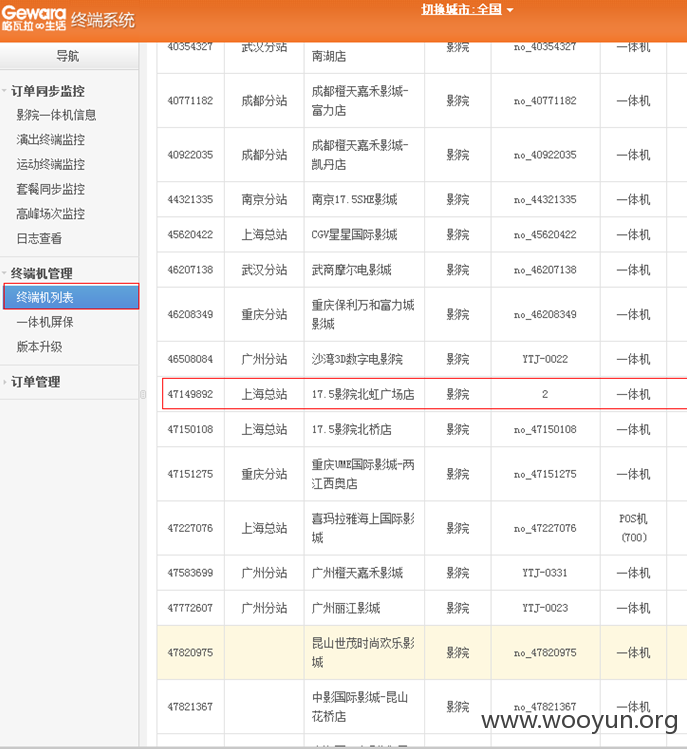 Gewara
格瓦拉∞生活
终端系统
切换城市:全国
导航
订单同步监控
影院一体机信息
演出终端监控
运动终端监控
套餐同步监控
高峰场次监控
日志查看
终端机管理
终端机列表
一体机屏保
版本升级
订单管理
40354327 武汉分站 影院 no_40354327 一体机
南湖店
40771182 成都分站 成都橙天嘉禾影城-
富力店 影院 no_40771182 一体机
40922035 成都分站 成都橙天嘉禾影城-
凯丹店 影院 no_40922035 一体机
44321335 南京分站 南京17.5SHE影城 影院 no_44321335 一体机
45620422 上海总站 CGV星星国际影城 影院 no_45620422 一体机
46207138 武汉分站 武商摩尔电影城 影院 no_46207138 一体机
46208349 重庆分站 重庆保利万和富力城
影城 影院 no_46208349 一体机
46508084 广州分站 沙湾3D数字电影院 影院 YTJ-0022 一体机
47149892 上海总站 17.5影院北虹广场店 影院 2 一体机
47150108 上海总站 17.5影院北桥店 影院 no_47150108 一体机
47151275 重庆分站 重庆UME国际影城-两
江西奥店 影院 no_47151275 一体机
47227076 上海总站 喜玛拉雅海上国际影
城 影院 no_47227076 POS机
(700)
47583699 广州分站 广州橙天嘉禾影城 影院 YTJ-0331 一体机
47772607 广州分站 广州丽江影城 影院 YTJ-0023 一体机
47820975 昆山世茂时尚欢乐影
城 影院 no_47820975 一体机
47821367 中影国际影城-昆山
花桥店 影院 no_47821367 一体机
www.wooyun.org